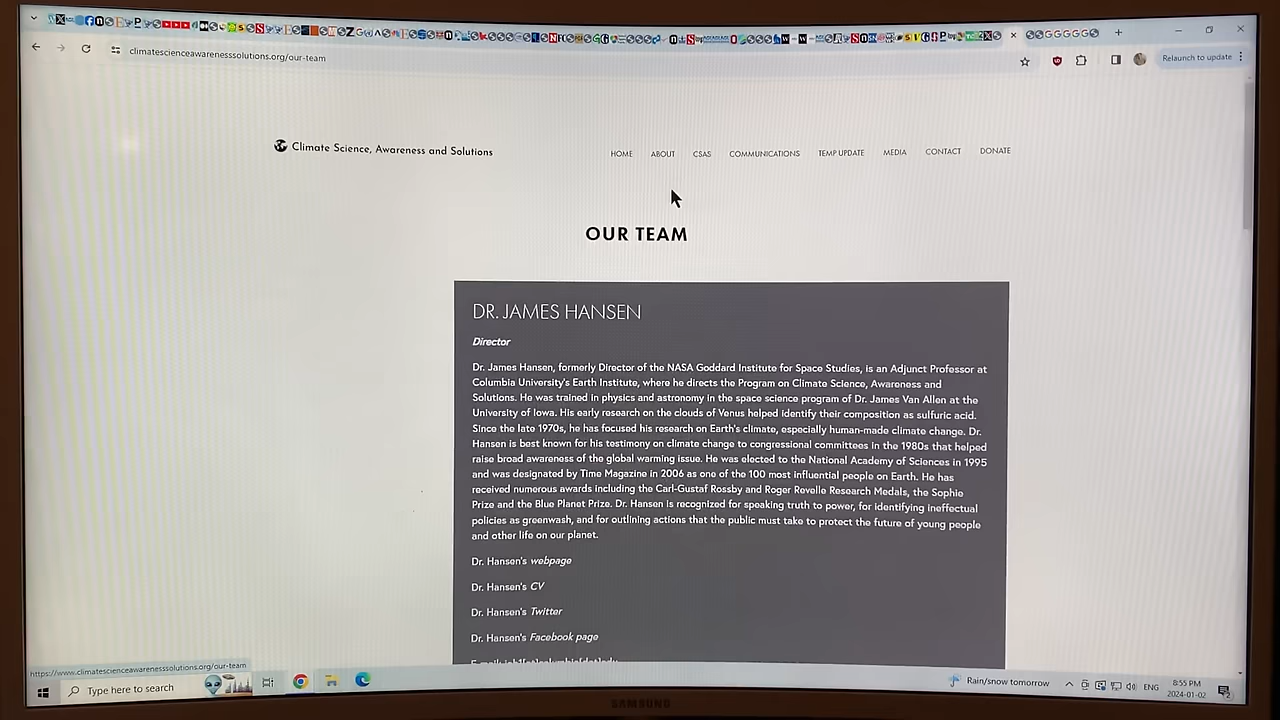 climatescienceawarenesssolutions.org/our-team
Relaunch to update
Climate Science, Awareness and Solutions
HOME ABOUT CSAS COMMUNICATIONS TEMP UPDATE MEDIA CONTACT DONATE
OUR TEAM
DR. JAMES HANSEN
Director
Dr. James Hansen, formerly Director of the NASA Goddard Institute for Space Studies, is an Adjunct Professor at
Columbia University's Earth Institute, where he directs the Program on Climate Science, Awareness and
Solutions. He was trained in physics and astronomy in the space science program of Dr. James Van Allen at the
University of Iowa. His early research on the clouds of Venus helped identify their composition as sulfuric acid.
Since the late 1970s, he has focused his research on Earth's climate, especially human-made climate change. Dr.
Hansen is best known for his testimony on climate change to congressional committees in the 1980s that helped
raise broad awareness of the global warming issue. He was elected to the National Academy of Sciences in 1995
and was designated by Time Magazine in 2006 as one of the 100 most influential people on Earth. He has
received numerous awards including the Carl-Gustaf Rossby and Roger Revelle Research Medals, the Sophie
Prize and the Blue Planet Prize. Dr. Hansen is recognized for speaking truth to power, for identifying ineffectual
policies as greenwash, and for outlining actions that the public must take to protect the future of young people
and other life on our planet.
Dr. Hansen's webpage
Dr. Hansen's CV
Dr. Hansen's Twitter
Dr. Hansen's Facebook page
https://www.climatescienceawarenesssolutions.org/our-team
Type here to search
Rain/snow tomorrow
ENG
8:55 PM
2024-01-02
SAMSUNG